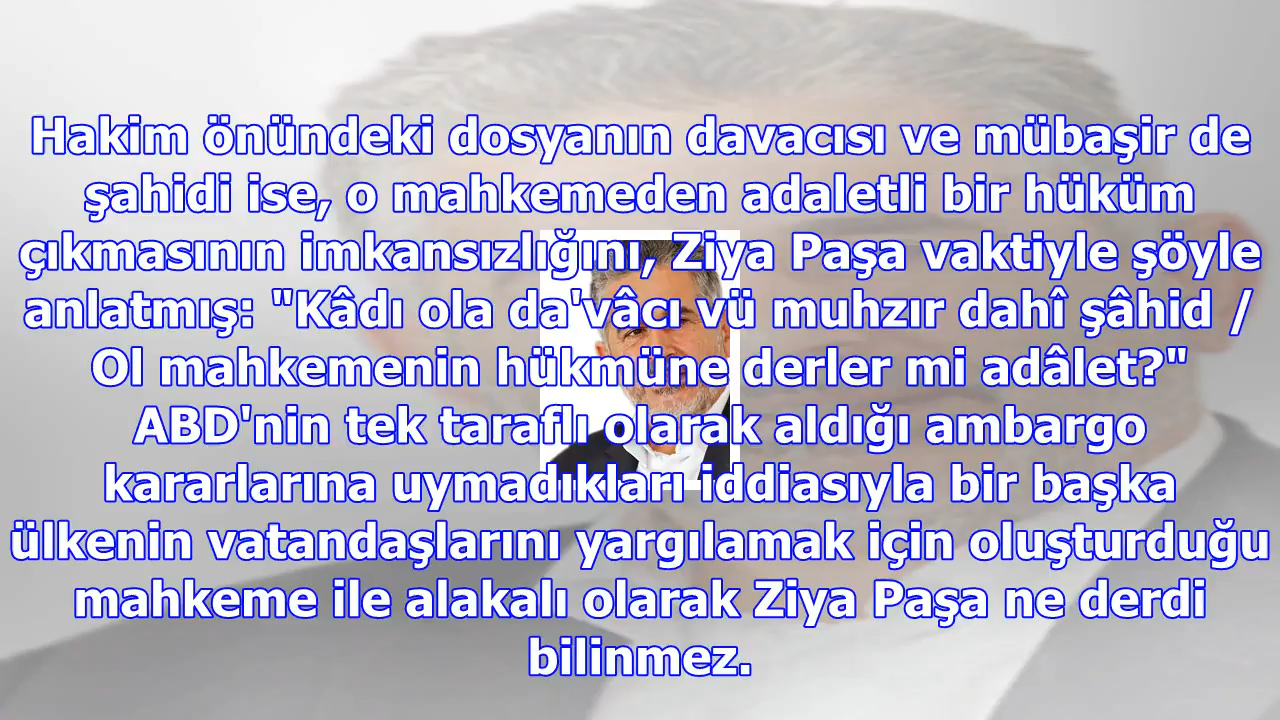 Hakim önündeki dosyanın davacısı ve mübaşir de
şahidi ise, o mahkemeden adaletli bir hüküm
çıkmasının imkansızlığını, Ziya Paşa vaktiyle şöyle
anlatmış: "Kâdı ola da'vâcı vü muhzır dahî şâhid /
Ol mahkemenin hükmüne derler mi adâlet?"
ABD'nin tek taraflı olarak aldığı ambargo
kararlarına uymadıkları iddiasıyla bir başka
ülkenin vatandaşlarını yargılamak için oluşturduğu
mahkeme ile alakalı olarak Ziya Paşa ne derdi
bilinmez.